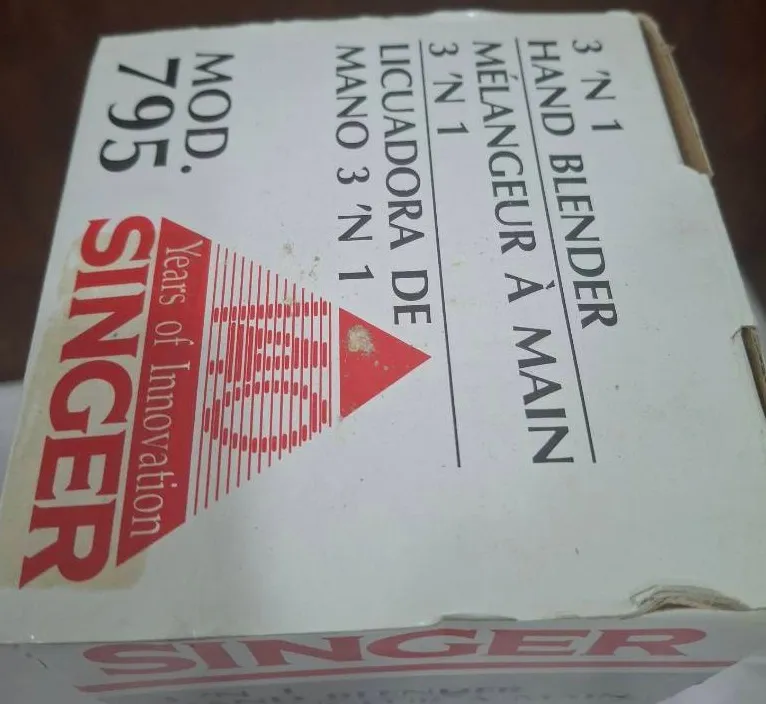 3 'N 1
HAND BLENDER
MÉLANGEUR À MAIN
3 'N 1
LICUADORA DE
MANO 3 'N 1
MOD.
795
Years of Innovation
SINGER
SINGER